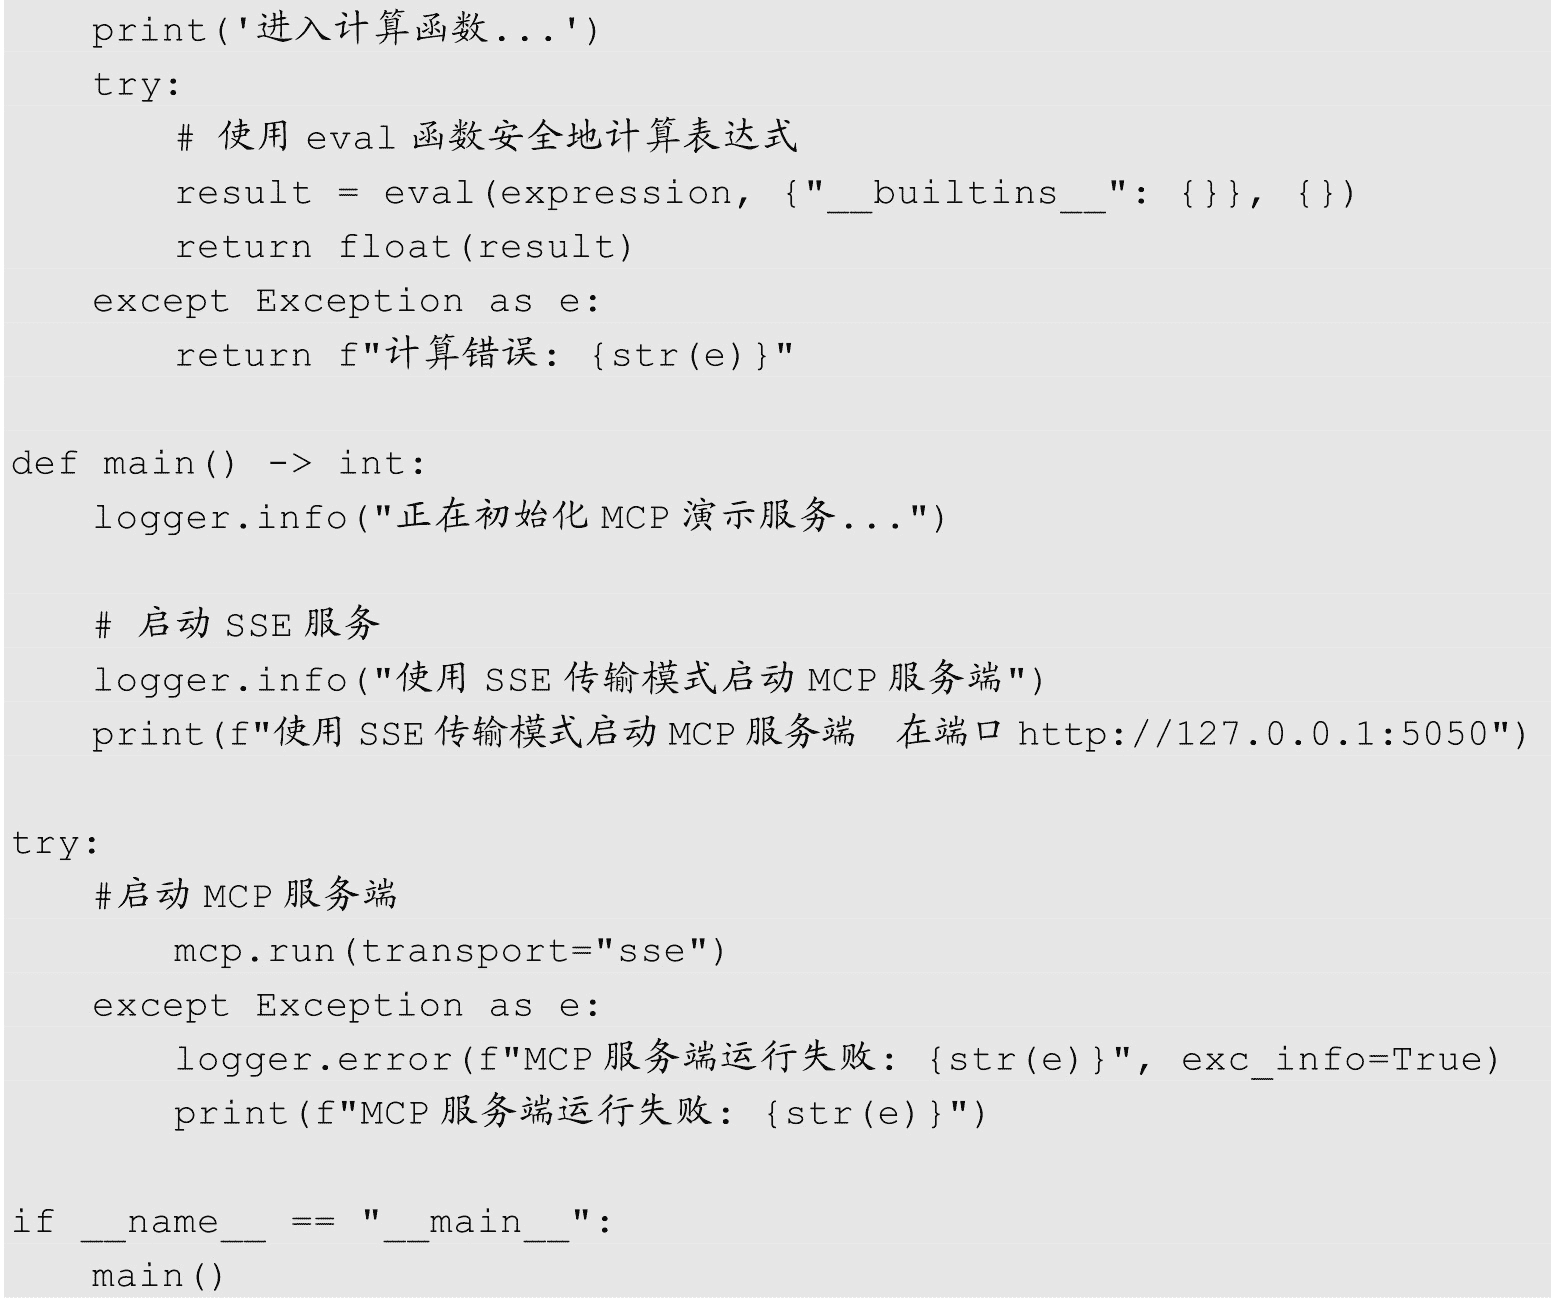 print('进入计算函数...')
    try:
        # 使用 eval 函数安全地计算表达式
        result = eval(expression, {"__builtins__": {}}, {})
        return float(result)
    except Exception as e:
        return f"计算错误: {str(e)}"

def main() -> int:
    logger.info("正在初始化 MCP 演示服务...")

    # 启动 SSE 服务
    logger.info("使用 SSE 传输模式启动 MCP 服务端")
    print(f"使用 SSE 传输模式启动 MCP 服务端  在端口 http://127.0.0.1:5050")

try:
    #启动 MCP 服务端
        mcp.run(transport="sse")
    except Exception as e:
        logger.error(f"MCP 服务端运行失败: {str(e)}", exc_info=True)
        print(f"MCP 服务端运行失败: {str(e)}")

if __name__ == "__main__":
    main()